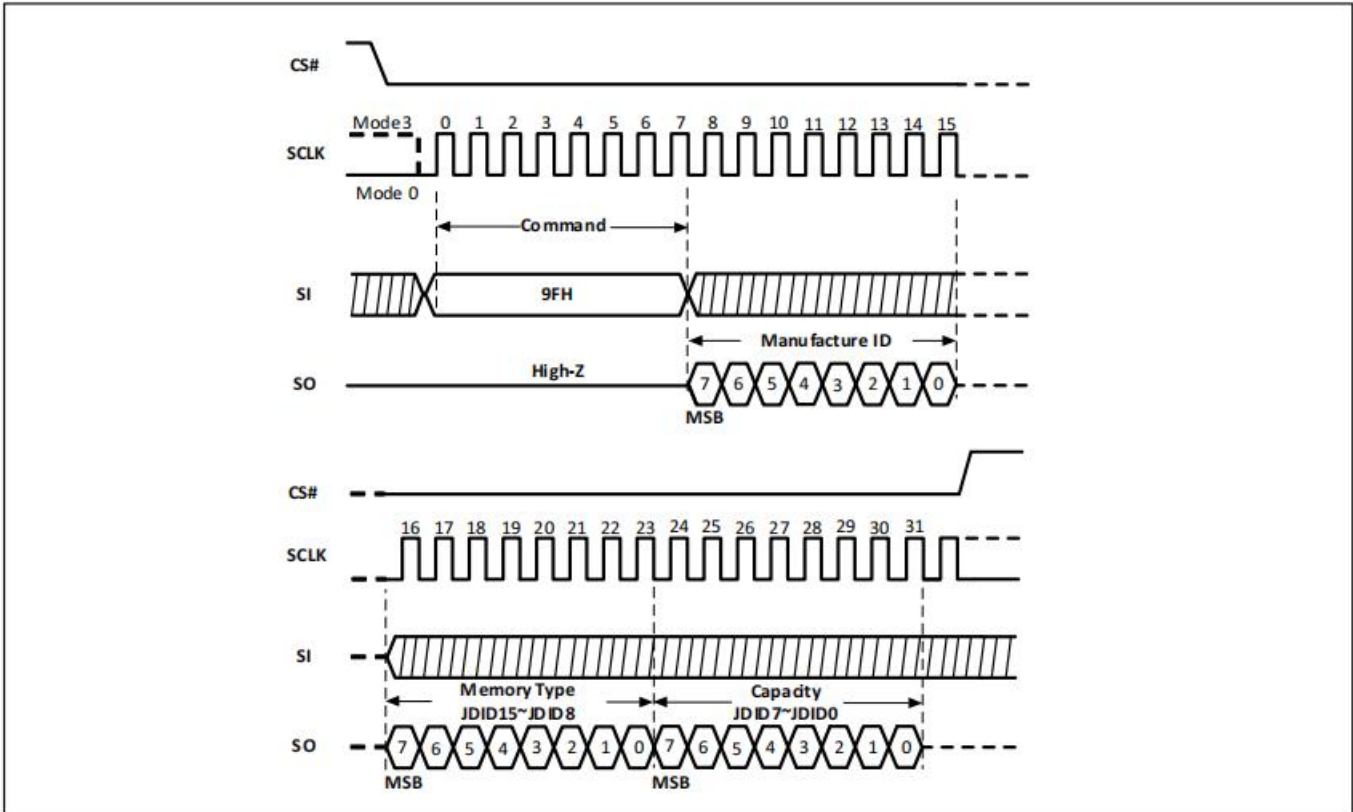 CS#
Mode3 0 1 2 3 4 5 6 7 8 9 10 11 12 13 14 15
SCLK
Mode 0
Command
SI 9FH
Manufacture ID
SO High-Z 7 6 5 4 3 2 1 0
MSB
CS#
16 17 18 19 20 21 22 23 24 25 26 27 28 29 30 31
SCLK
SI
Memory Type Capacity
JDID15~JDID8 JDID7~JDID0
SO 7 6 5 4 3 2 1 0 7 6 5 4 3 2 1 0
MSB MSB